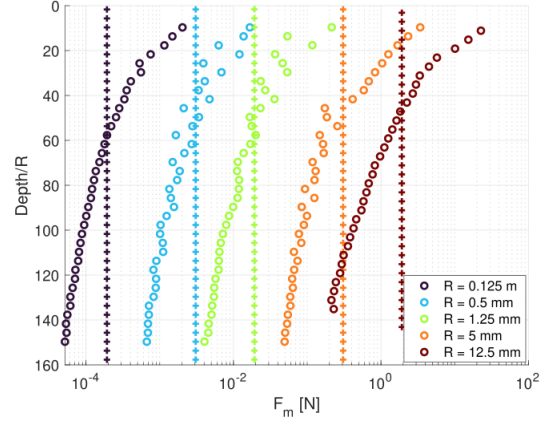 0
20
40
60
80
100
120
140
160
Depth/R
R = 0.125 m
R = 0.5 mm
R = 1.25 mm
R = 5 mm
R = 12.5 mm
10⁻⁴
10⁻²
10⁰
10²
Fₘ [N]